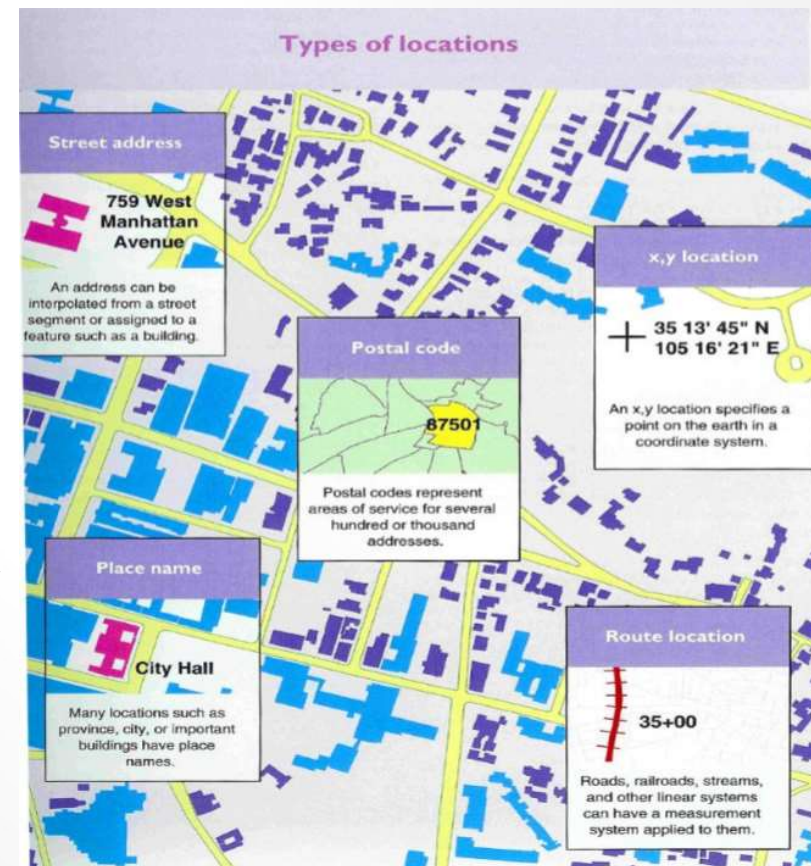 Types of locations
Street address
759 West
Manhattan
Avenue
An address can be
interpolated from a street
segment or assigned to a
feature such as a building.
x,y location
35 13' 45" N
105 16' 21" E
An x,y location specifies a
point on the earth in a
coordinate system.
Postal code
87501
Postal codes represent
areas of service for several
hundred or thousand
addresses.
Place name
City Hall
Many locations such as
province, city, or important
buildings have place
names.
Route location
35+00
Roads, railroads, streams,
and other linear systems
can have a measurement
system applied to them.